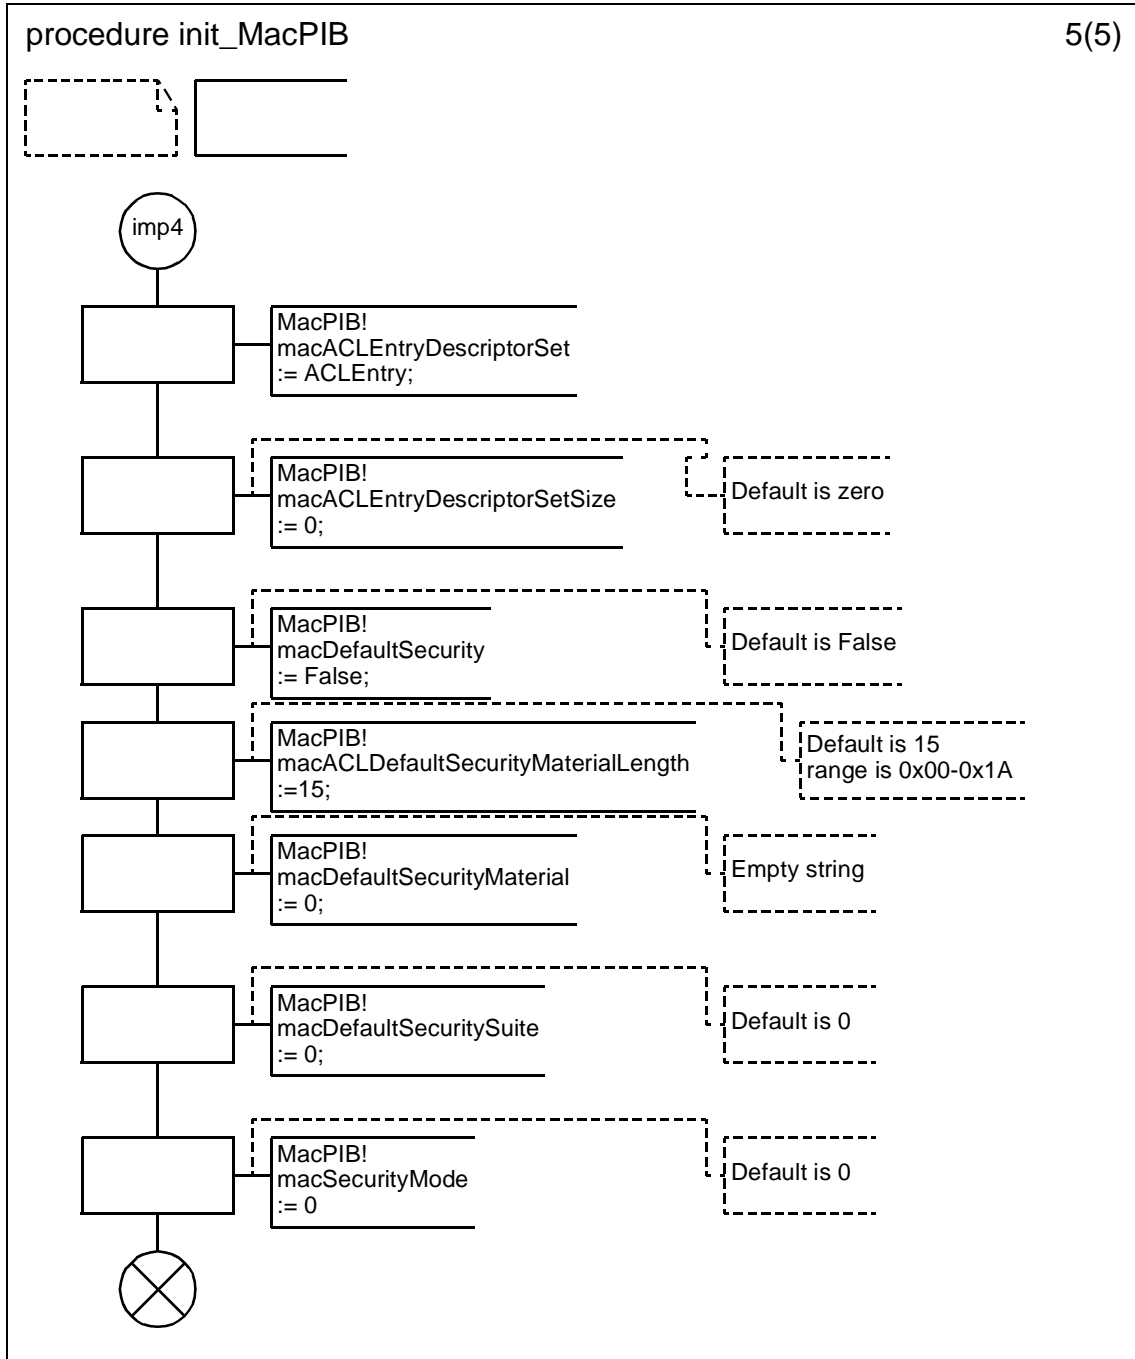 procedure init_MacPIB
5(5)
imp4
MacPIB!
macACLEntryDescriptorSet
:= ACLEntry;
MacPIB!
macACLEntryDescriptorSetSize
:= 0;
Default is zero
MacPIB!
macDefaultSecurity
:= False;
Default is False
MacPIB!
macACLDefaultSecurityMaterialLength
:=15;
Default is 15
range is 0x00-0x1A
MacPIB!
macDefaultSecurityMaterial
:= 0;
Empty string
MacPIB!
macDefaultSecuritySuite
:= 0;
Default is 0
MacPIB!
macSecurityMode
:= 0
Default is 0